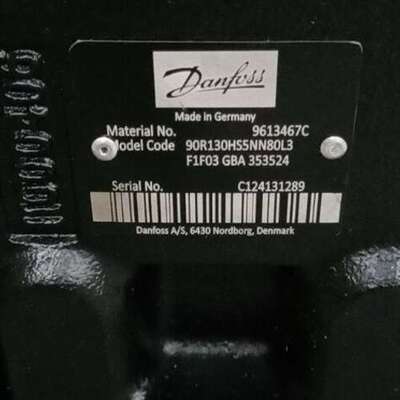 Danfoss
Made in Germany
Material No. 9613467C
Model Code 90R130HS5NN80L3
F1F03 GBA 353524
Serial No. C124131289
Danfoss A/S, 6430 Nordborg, Denmark